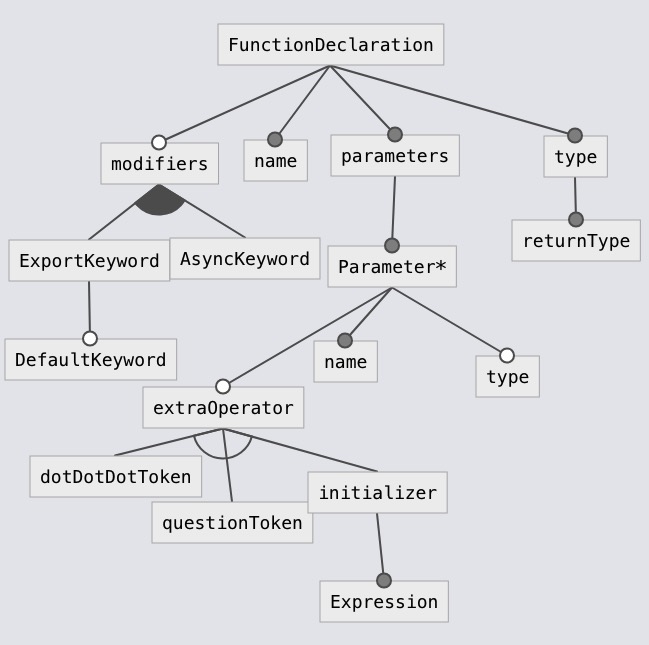 FunctionDeclaration
modifiers
name
parameters
type
ExportKeyword
AsyncKeyword
Parameter*
returnType
DefaultKeyword
name
type
extraOperator
dotDotDotToken
questionToken
initializer
Expression